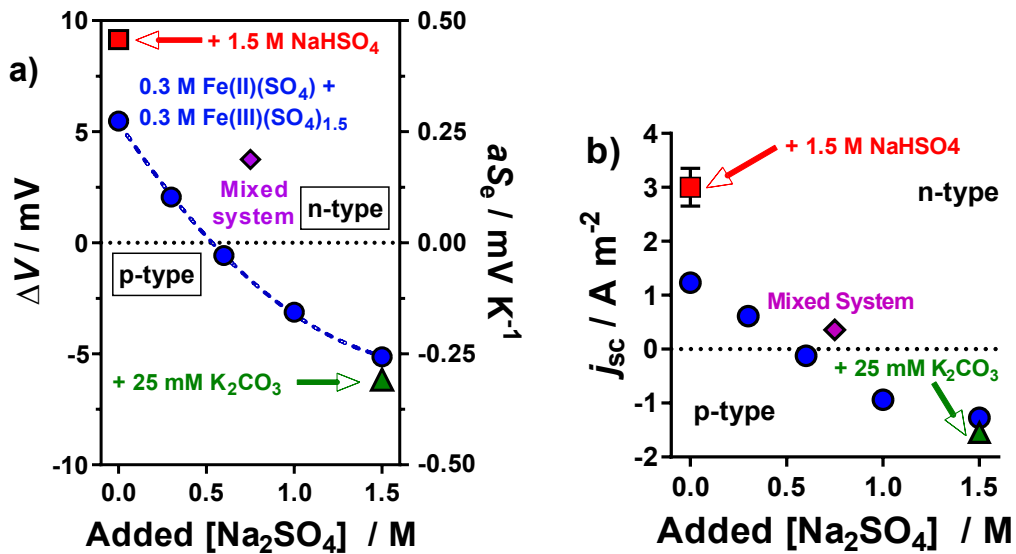 a)
10
5
0
-5
-10
ΔV / mV
0.50
0.25
0.00
-0.25
-0.50
aSₑ / mV K⁻¹
+ 1.5 M NaHSO₄
0.3 M Fe(II)(SO₄) +
0.3 M Fe(III)(SO₄)₁.₅
Mixed
system
n-type
p-type
+ 25 mM K₂CO₃
0.0 0.5 1.0 1.5
Added [Na₂SO₄] / M
b)
4
3
2
1
0
-1
-2
jsc / A m⁻²
+ 1.5 M NaHSO4
n-type
Mixed System
+ 25 mM K₂CO₃
p-type
0.0 0.5 1.0 1.5
Added [Na₂SO₄] / M